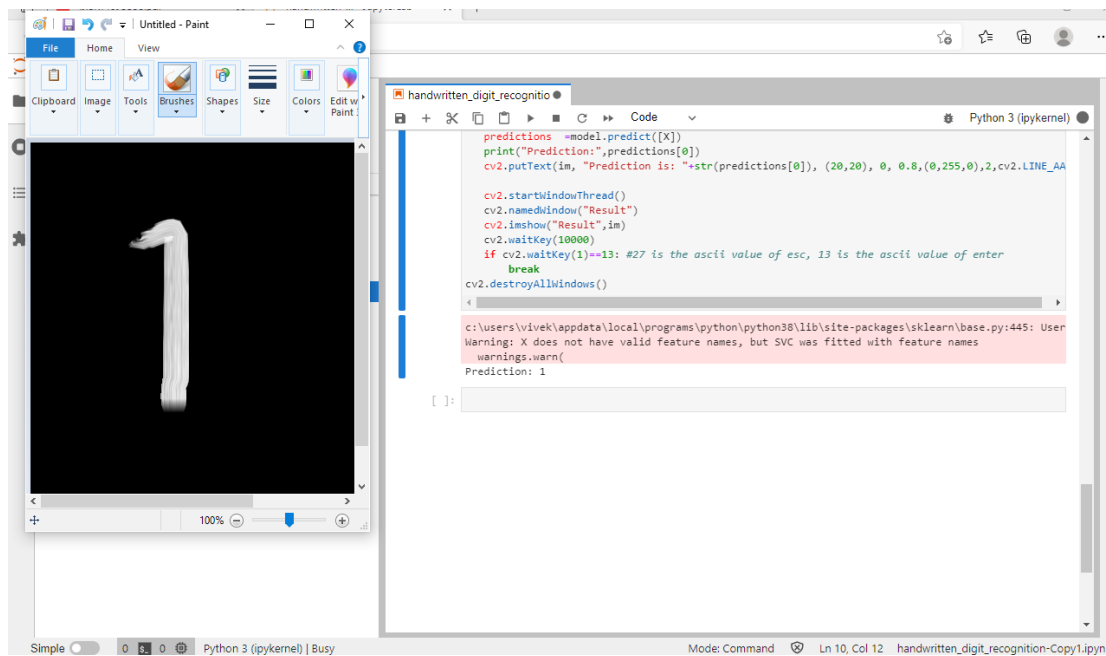 Untitled - Paint
File Home View
Clipboard Image Tools Brushes Shapes Size Colors Edit w
Paint
100%
1
handwritten_digit_recognitio
Code
Python 3 (ipykernel)
predictions =model.predict([X])
print("Prediction:",predictions[0])
cv2.putText(im, "Prediction is: "+str(predictions[0]), (20,20), 0, 0.8,(0,255,0),2,cv2.LINE_AA
cv2.startWindowThread()
cv2.namedWindow("Result")
cv2.imshow("Result",im)
cv2.waitKey(10000)
if cv2.waitKey(1)==13: #27 is the ascii value of esc, 13 is the ascii value of enter
break
cv2.destroyAllWindows()
c:\users\vivek\appdata\local\programs\python\python38\lib\site-packages\sklearn\base.py:445: User
Warning: X does not have valid feature names, but SVC was fitted with feature names
warnings.warn(
Prediction: 1
[ ]:
Simple 0 $_ 0 Python 3 (ipykernel) | Busy
Mode: Command Ln 10, Col 12 handwritten_digit_recognition-Copy1.ipyn